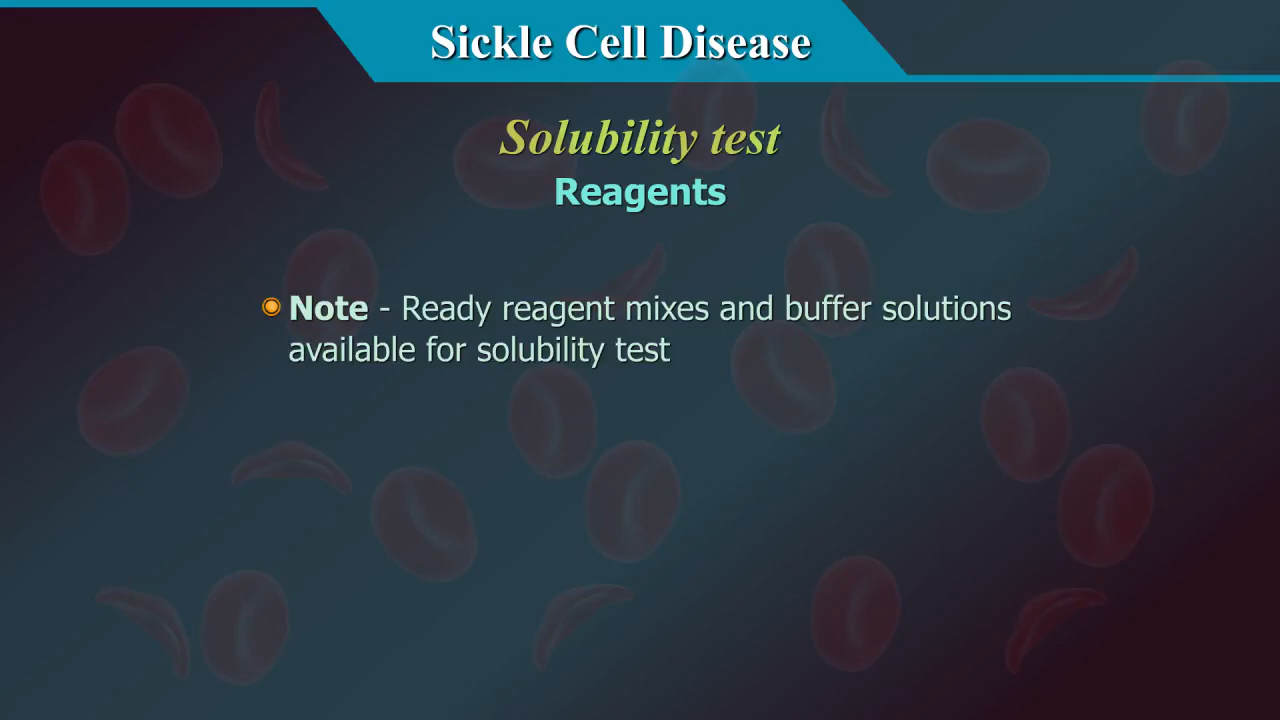 Sickle Cell Disease
Solubility test
Reagents
Note - Ready reagent mixes and buffer solutions
available for solubility test